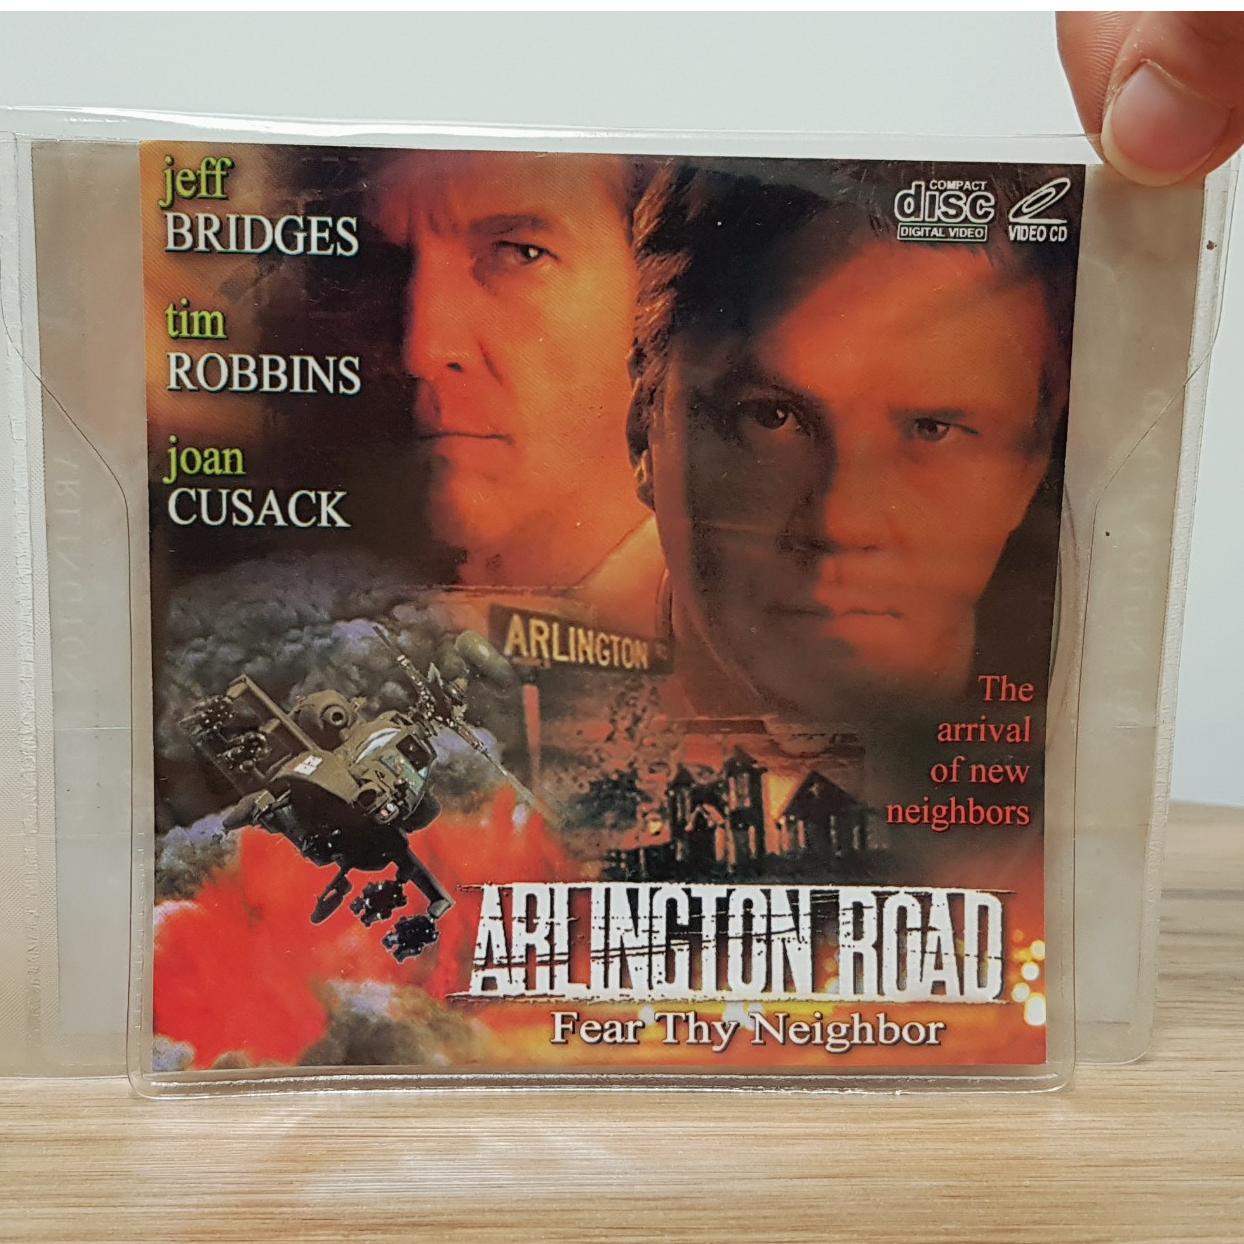 jeff
BRIDGES
tim
ROBBINS
joan
CUSACK
COMPACT
disc
DIGITAL VIDEO
VIDEO CD
ARLINGTON
The
arrival
of new
neighbors
ARLINGTON ROAD
Fear Thy Neighbor